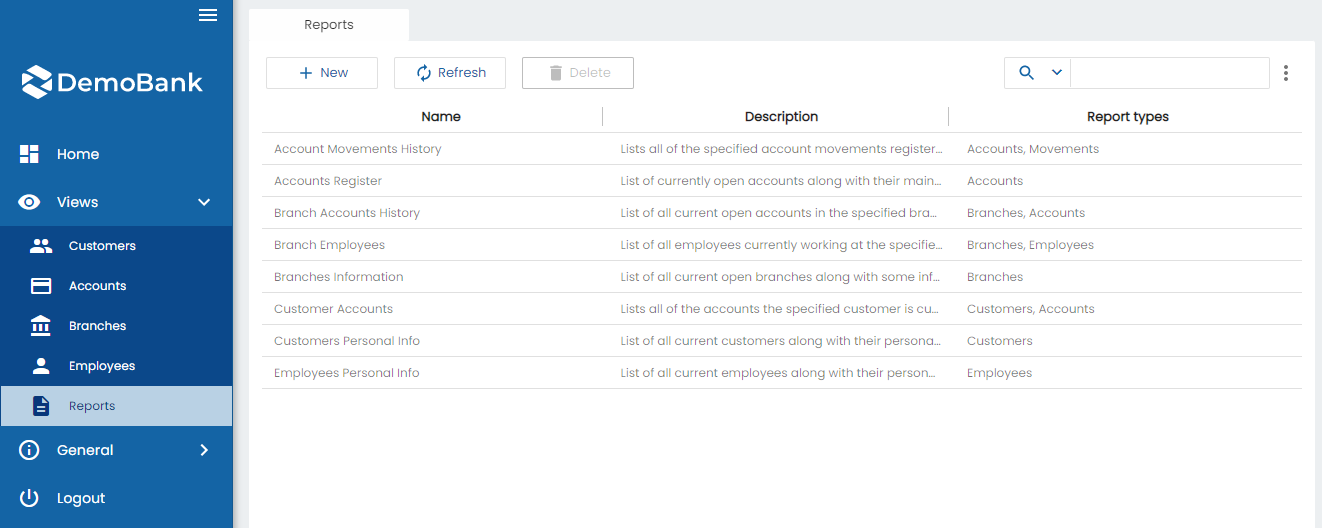 DemoBank
Home
Views
Customers
Accounts
Branches
Employees
Reports
General
Logout
Reports
New Refresh Delete
Name Description Report types
Account Movements History Lists all of the specified account movements register... Accounts, Movements
Accounts Register List of currently open accounts along with their main... Accounts
Branch Accounts History List of all current open accounts in the specified bra... Branches, Accounts
Branch Employees List of all employees currently working at the specifie... Branches, Employees
Branches Information List of all current open branches along with some inf... Branches
Customer Accounts Lists all of the accounts the specified customer is cu... Customers, Accounts
Customers Personal Info List of all current customers along with their persona... Customers
Employees Personal Info List of all current employees along with their person... Employees